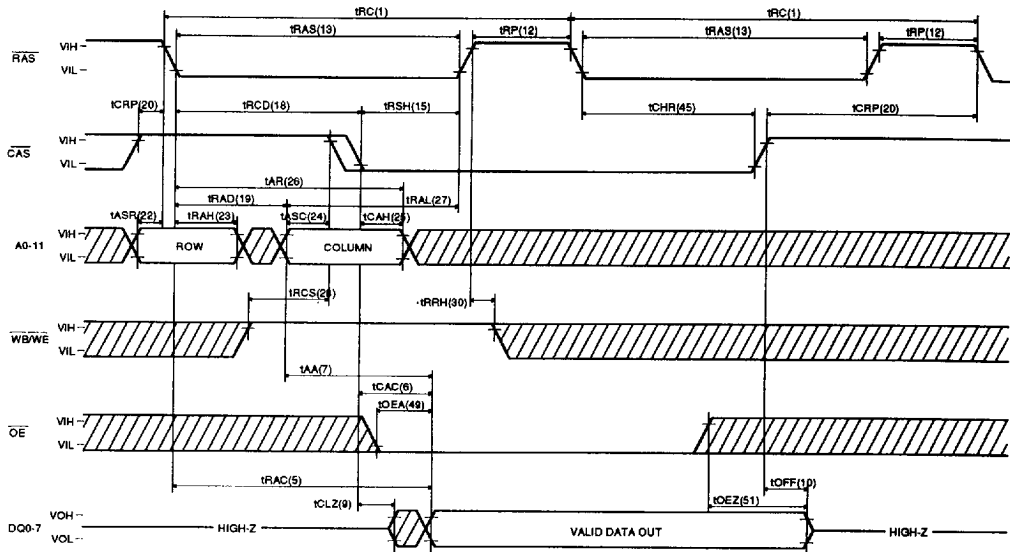 tRC(1) tRC(1)
tRAS(13) tRP(12) tRAS(13) tRP(12)
RAS VIH
VIL
tCRP(20) tRCD(18) tRSH(15) tCHR(45) tCRP(20)
CAS VIH
VIL
tAR(26)
tRAD(19) tRAL(27)
tASR(22) tRAH(23) tASC(24) tCAH(25)
A0-11 VIH
VIL
ROW COLUMN
tRCS(28) tRRH(30)
WB/WE VIH
VIL
tAA(7)
tCAC(6)
tOEA(49)
OE VIH
VIL
tRAC(5) tOFF(10)
tCLZ(9) tOEZ(51)
DQ0-7 VOH
VOL
HIGH-Z VALID DATA OUT HIGH-Z